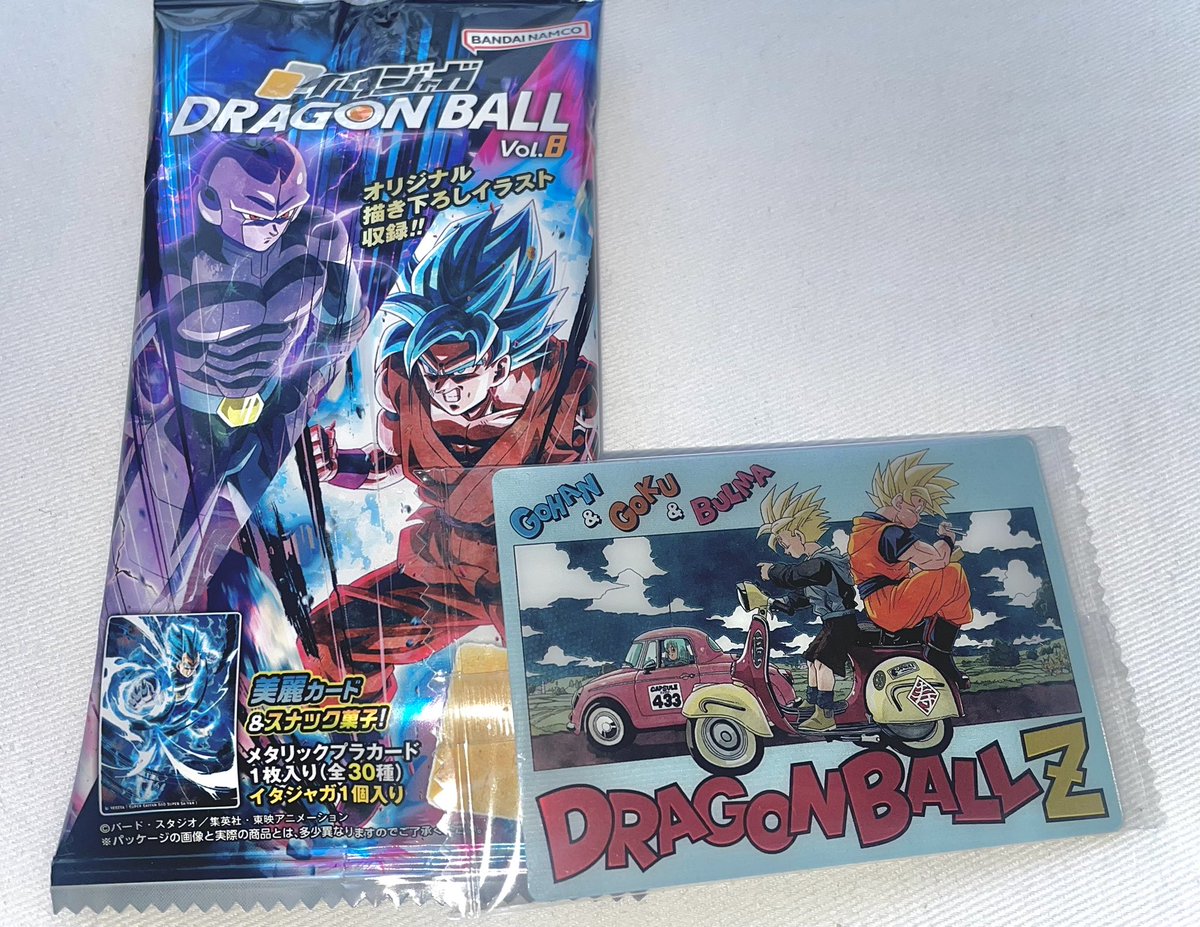 BANDAI NAMCO
イタジャガ
DRAGON BALL
VOL.8
オリジナル
描き下ろしイラスト
収録!!
美麗カード
&スナック菓子!
メタリックプラカード
1枚入り(全30種)
イタジャガ1個入り
©バード・スタジオ/集英社・東映アニメーション
※パッケージの画像と実際の商品とは、多少異なりますのでご了承く
GOHAN & GOKU & BULMA
CAPSULE
433
DRAGONBALL Z